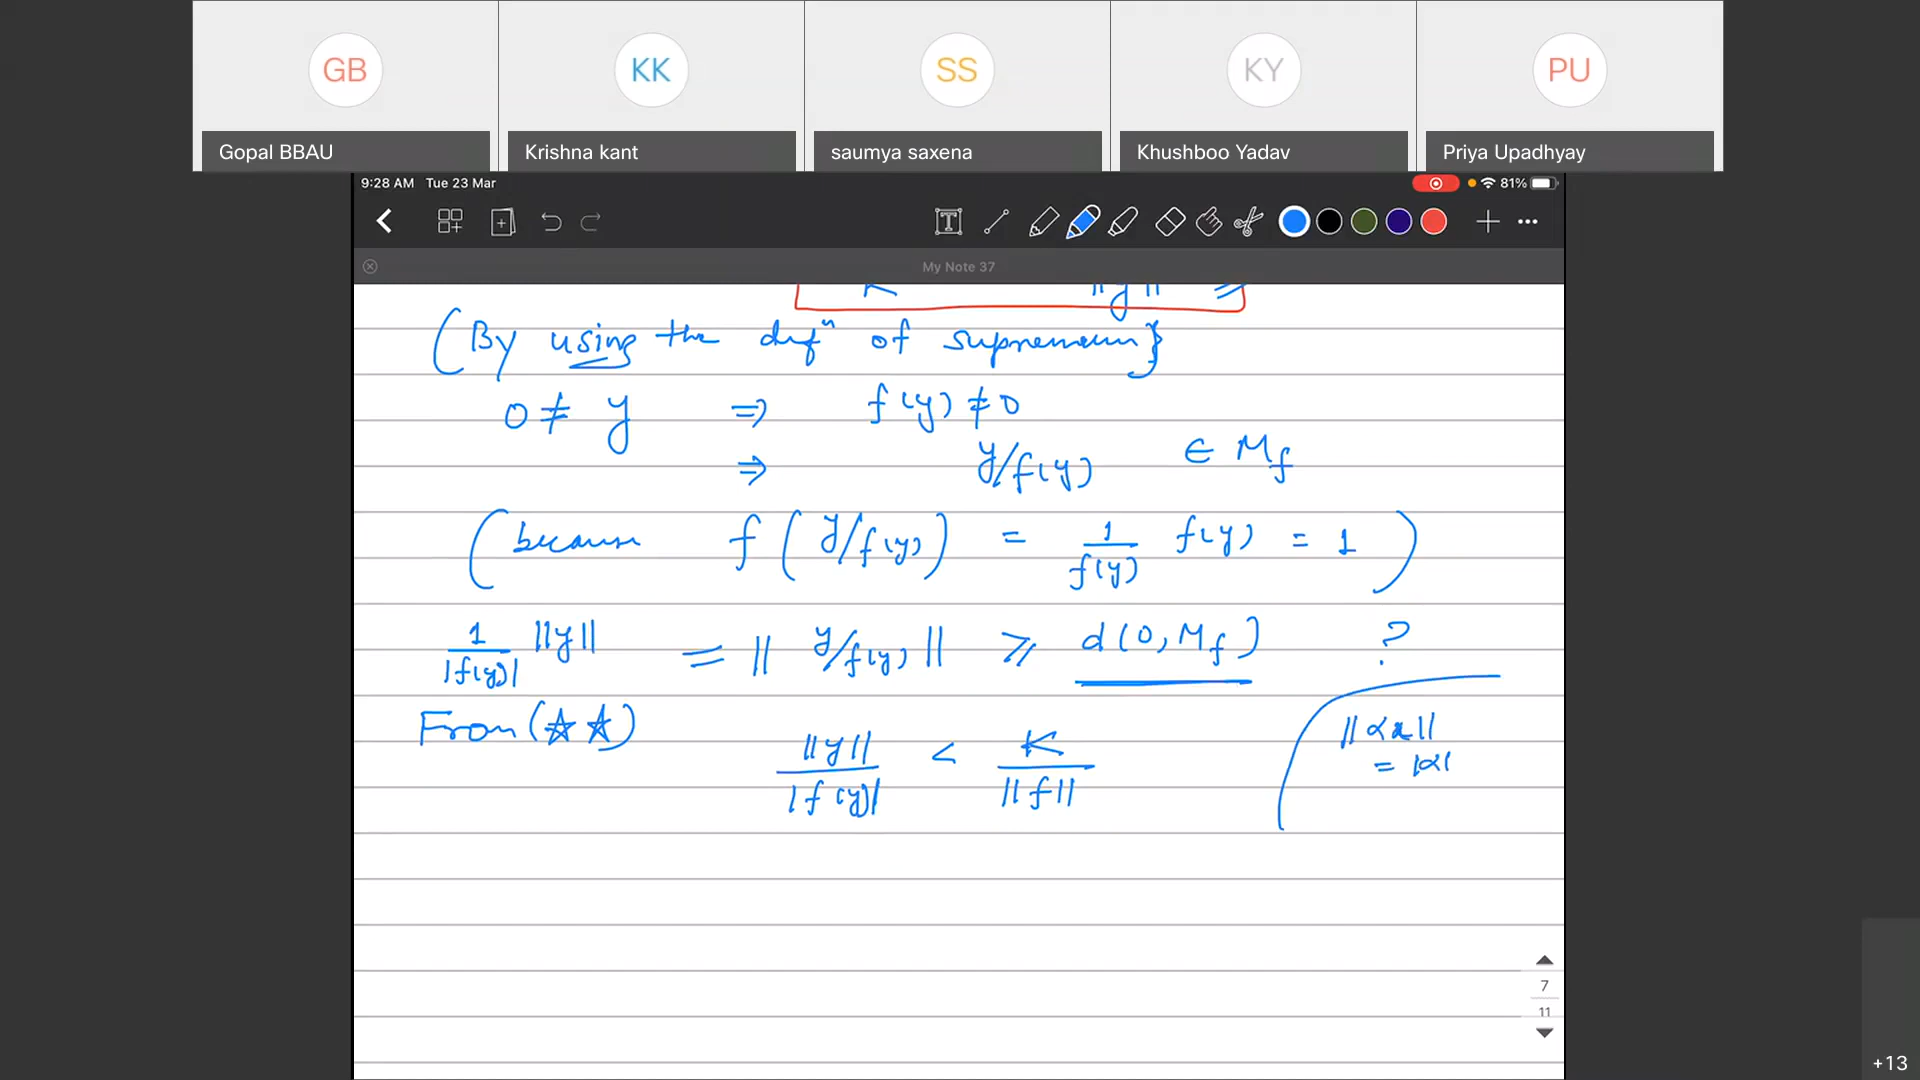 GB KK SS KY PU
Gopal BBAU Krishna kant saumya saxena Khushboo Yadav Priya Upadhyay
9:28 AM Tue 23 Mar 81%
My Note 37
K ||y||
(By using the defⁿ of supremum}
0 ≠ y ⇒ f(y) ≠ 0
⇒ y/f(y) ∈ M_f
(because f(y/f(y)) = 1/f(y) f(y) = 1)
1/|f(y)| ||y|| = || y/f(y) || ≥ d(0, M_f) ?
From (☆☆)
||y||/|f(y)| < K/||f||
||αx||
= |α|
7
11
+13